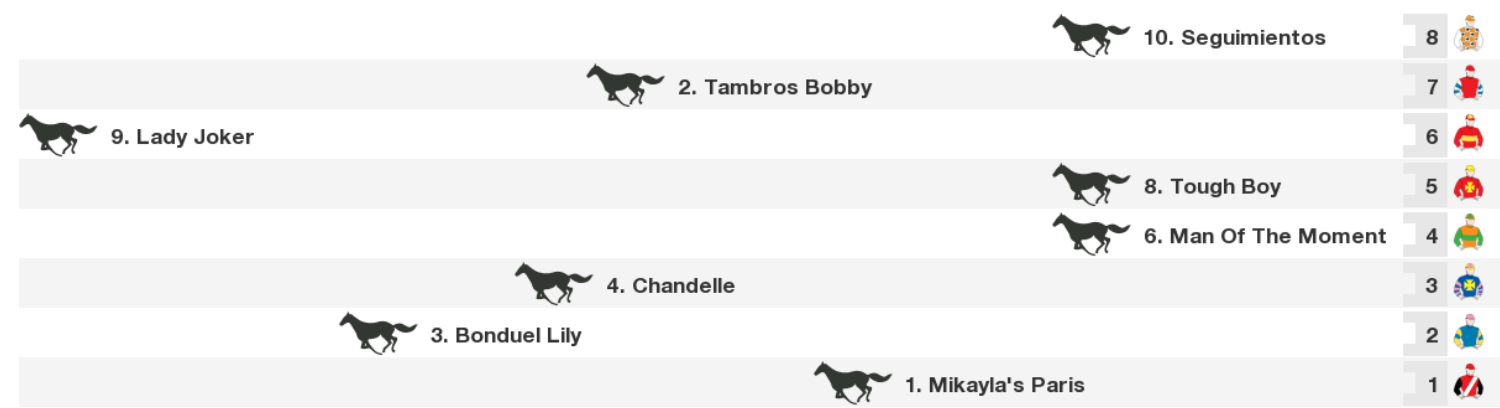 10. Seguimientos 8
2. Tambros Bobby 7
9. Lady Joker 6
8. Tough Boy 5
6. Man Of The Moment 4
4. Chandelle 3
3. Bonduel Lily 2
1. Mikayla's Paris 1